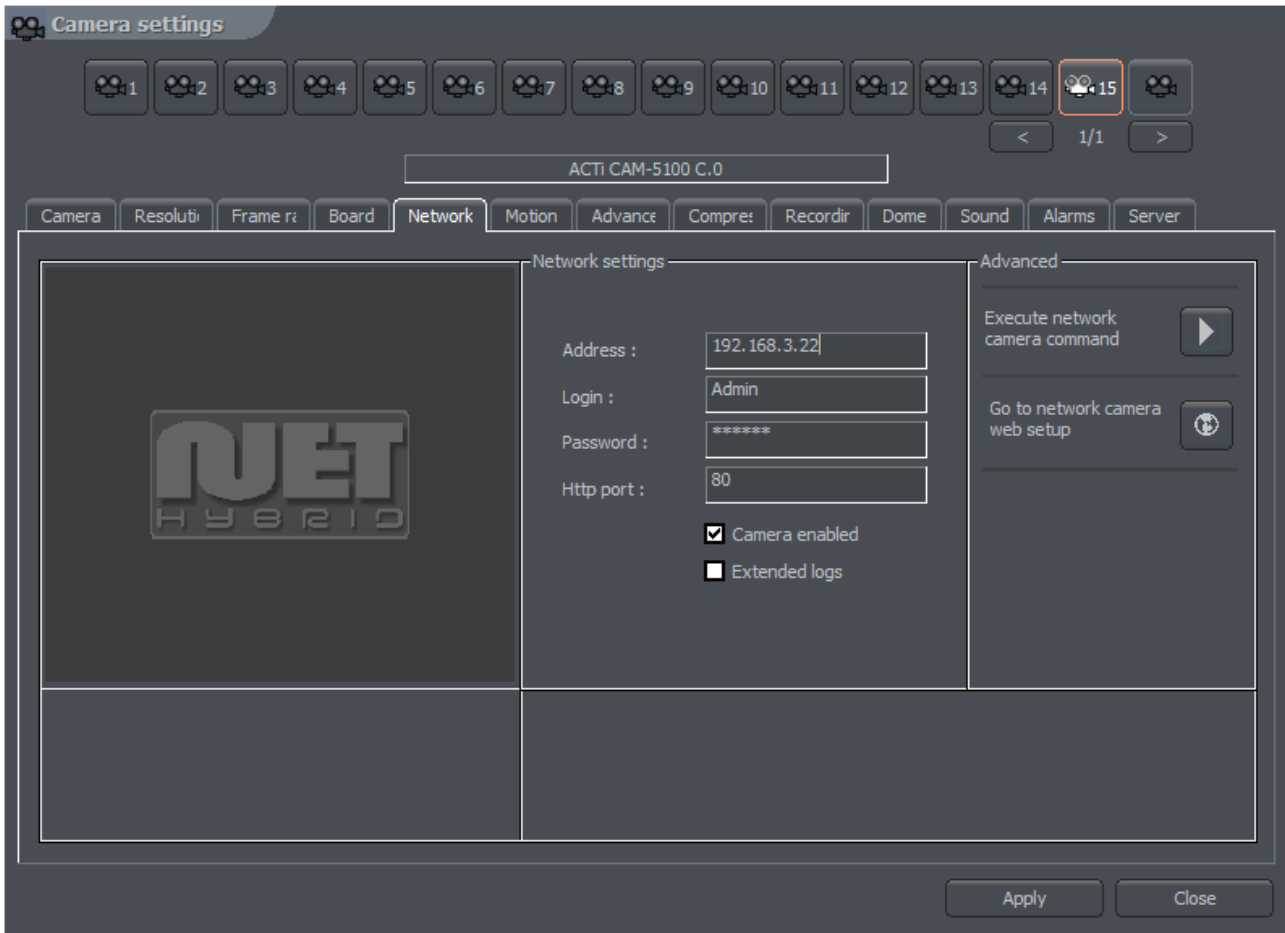 Camera settings
1 2 3 4 5 6 7 8 9 10 11 12 13 14 15
< 1/1 >
ACTi CAM-5100 C.0
Camera Resoluti Frame ra Board Network Motion Advance Compres Recordin Dome Sound Alarms Server
Network settings
Advanced
Address : 192.168.3.22
Login : Admin
Password : ******
Http port : 80
Camera enabled
Extended logs
Execute network
camera command
Go to network camera
web setup
NET
HYBRID
Apply Close